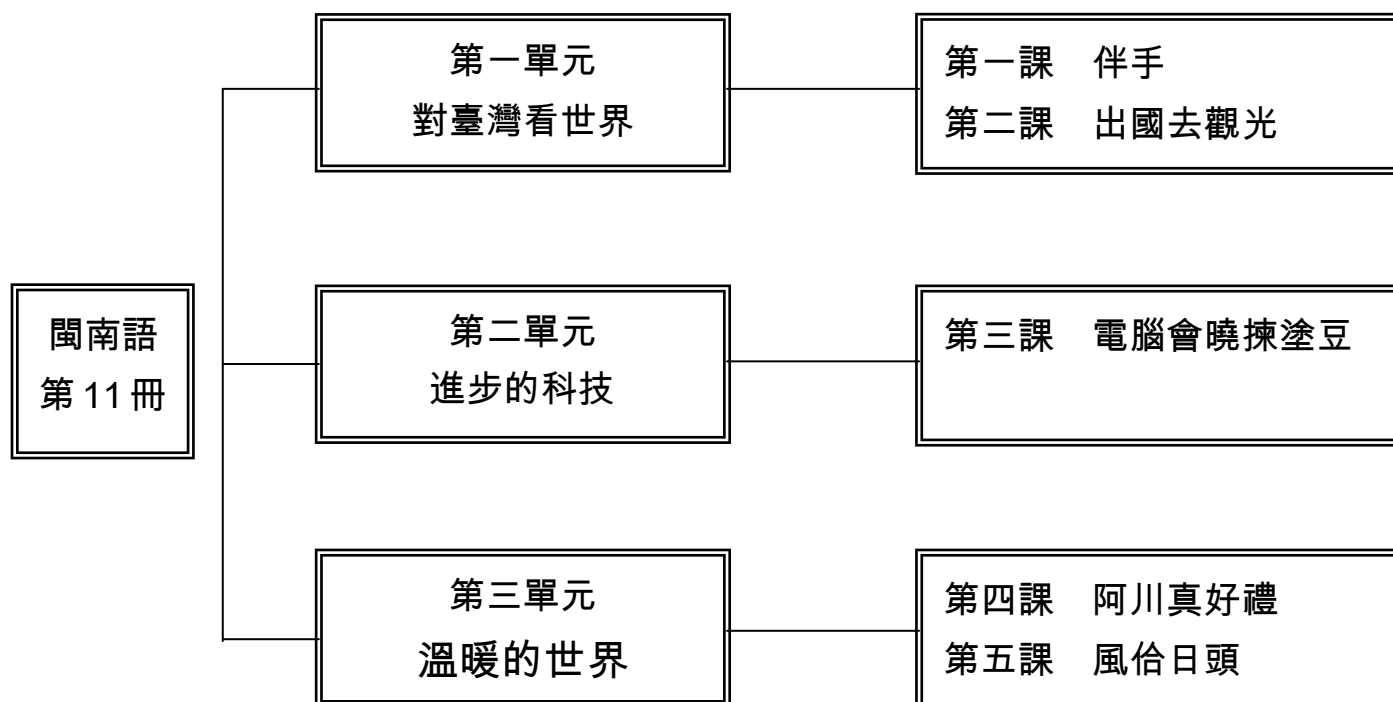 閩南語
第 11 冊
第一單元
對臺灣看世界
第一課　伴手
第二課　出國去觀光
第二單元
進步的科技
第三課　電腦會曉揀塗豆
第三單元
溫暖的世界
第四課　阿川真好禮
第五課　風佮日頭